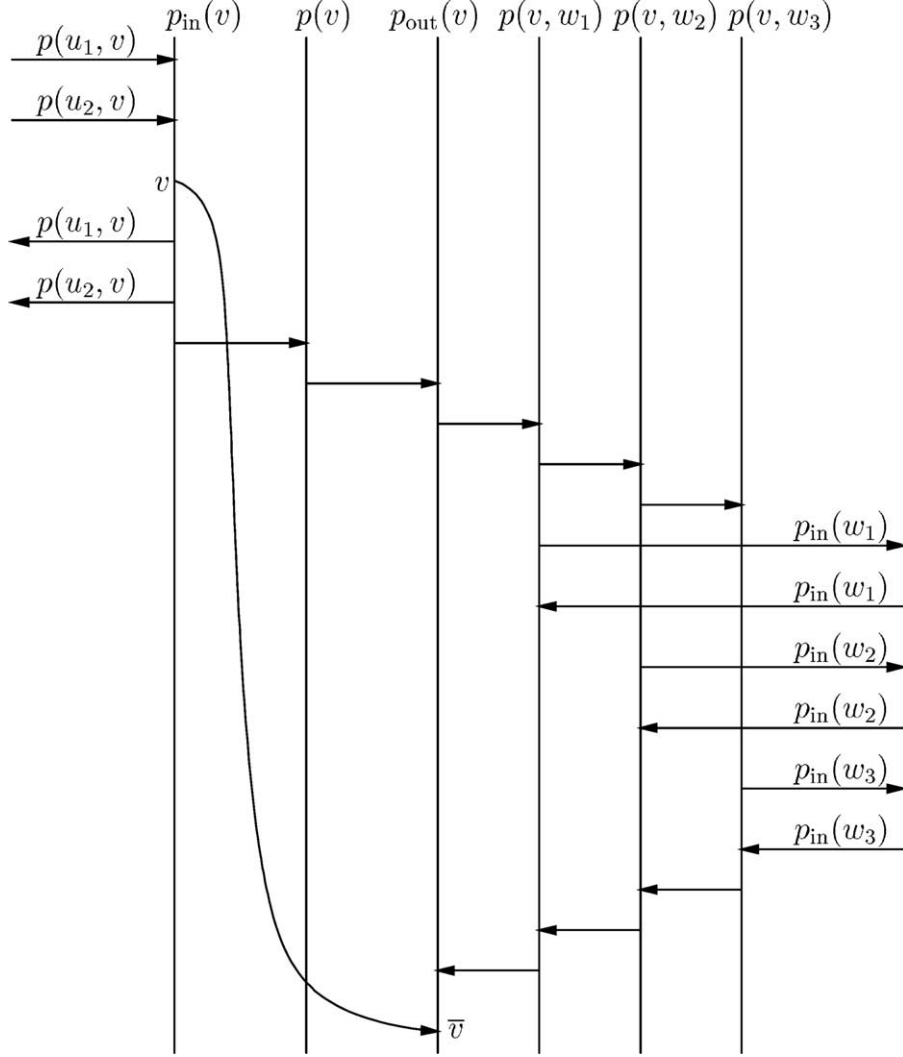 p_in(v) p(v) p_out(v) p(v, w_1) p(v, w_2) p(v, w_3)
p(u_1, v)
p(u_2, v)
v
p(u_1, v)
p(u_2, v)
p_in(w_1)
p_in(w_1)
p_in(w_2)
p_in(w_2)
p_in(w_3)
p_in(w_3)
v̅